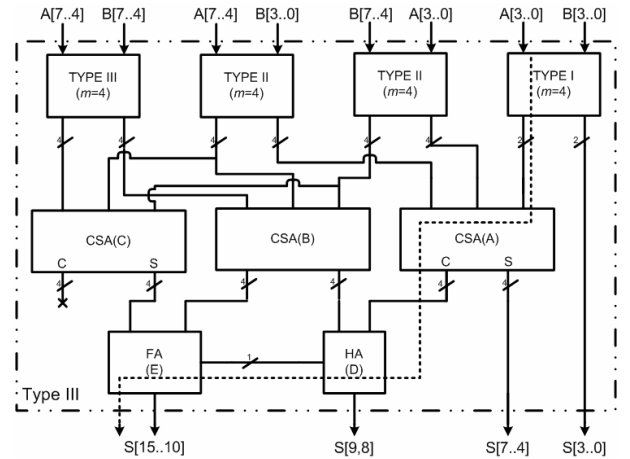 A[7..4] B[7..4] A[7..4] B[3..0] B[7..4] A[3..0] A[3..0] B[3..0]
TYPE III TYPE II TYPE II TYPE I
(m=4) (m=4) (m=4) (m=4)
4 4 4 4 4 4 2 2
CSA(C) CSA(B) CSA(A)
C S C S
4 4 4 4 4 4
FA HA
(E) 1 (D)
Type III
S[15..10] S[9,8] S[7..4] S[3..0]